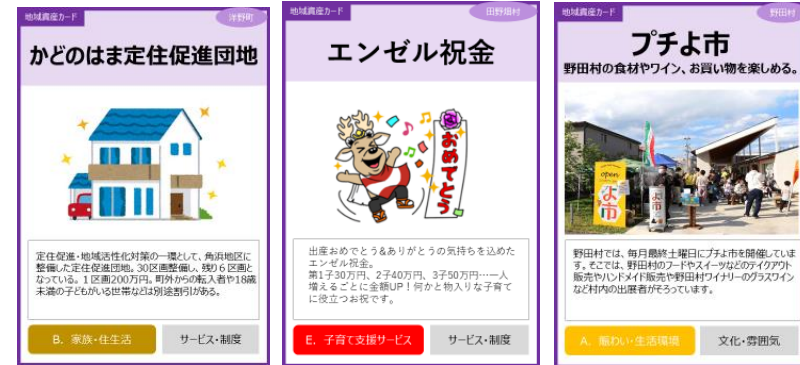 地域資産カード
洋野町
かどのはま定住促進団地
定住促進・地域活性化対策の一環として、角浜地区に
整備した定住促進団地。30区画整備し、残り6区画と
なっている。1区画200万円。町外からの転入者や18歳
未満の子どもがいる世帯などは別途割引がある。
B. 家族・住生活
サービス・制度
地域資産カード
田野畑村
エンゼル祝金
おめでとう
出産おめでとう&ありがとうの気持ちを込めた
エンゼル祝金。
第1子30万円、2子40万円、3子50万円……一人
増えるごとに金額UP！何かと物入りな子育て
に役立つお祝です。
E. 子育て支援サービス
サービス・制度
地域資産カード
野田村
プチよ市
野田村の食材やワイン、お買い物を楽しめる。
open
よ市
よ市
野田村では、毎月最終土曜日にプチよ市を開催していま
す。そこでは、野田村のフードやスイーツなどのテイクアウト
販売やハンドメイド販売や野田村ワイナリーのグラスワイン
など村内の出展者がそろっています。
A. 賑わい・生活環境
文化・雰囲気